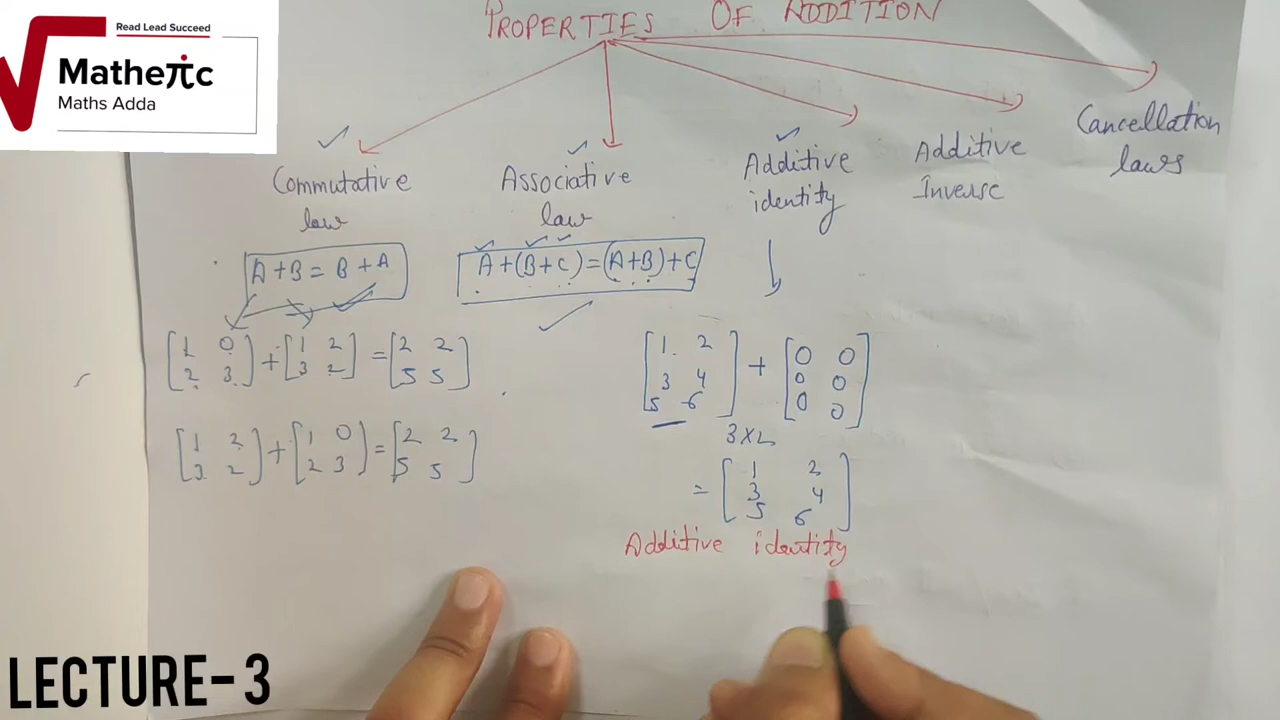 Read Lead Succeed
Matheπc
Maths Adda
PROPERTIES OF ADDITION
Commutative
law
Associative
law
Additive
identity
Additive
Inverse
Cancellation
laws
A+B = B+A
A+(B+C)=(A+B)+C
[1 0
2 3] + [1 2
3 2] = [2 2
5 5]
[1 2
3 2] + [1 0
2 3] = [2 2
5 5]
[1 2
3 4
5 6] + [0 0
0 0
0 0]
3×2
= [1 2
3 4
5 6]
Additive identity
LECTURE- 3